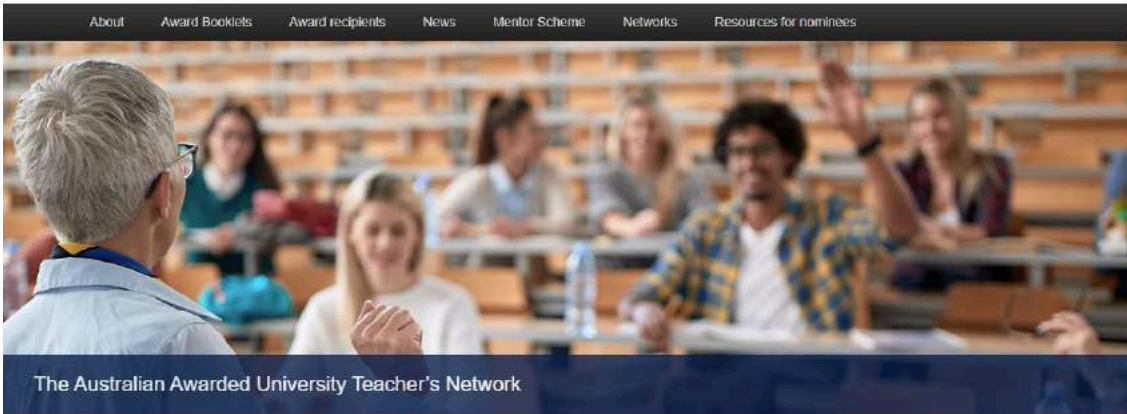 About Award Booklets Award recipients News Mentor Scheme Networks Resources for nominees
The Australian Awarded University Teacher's Network